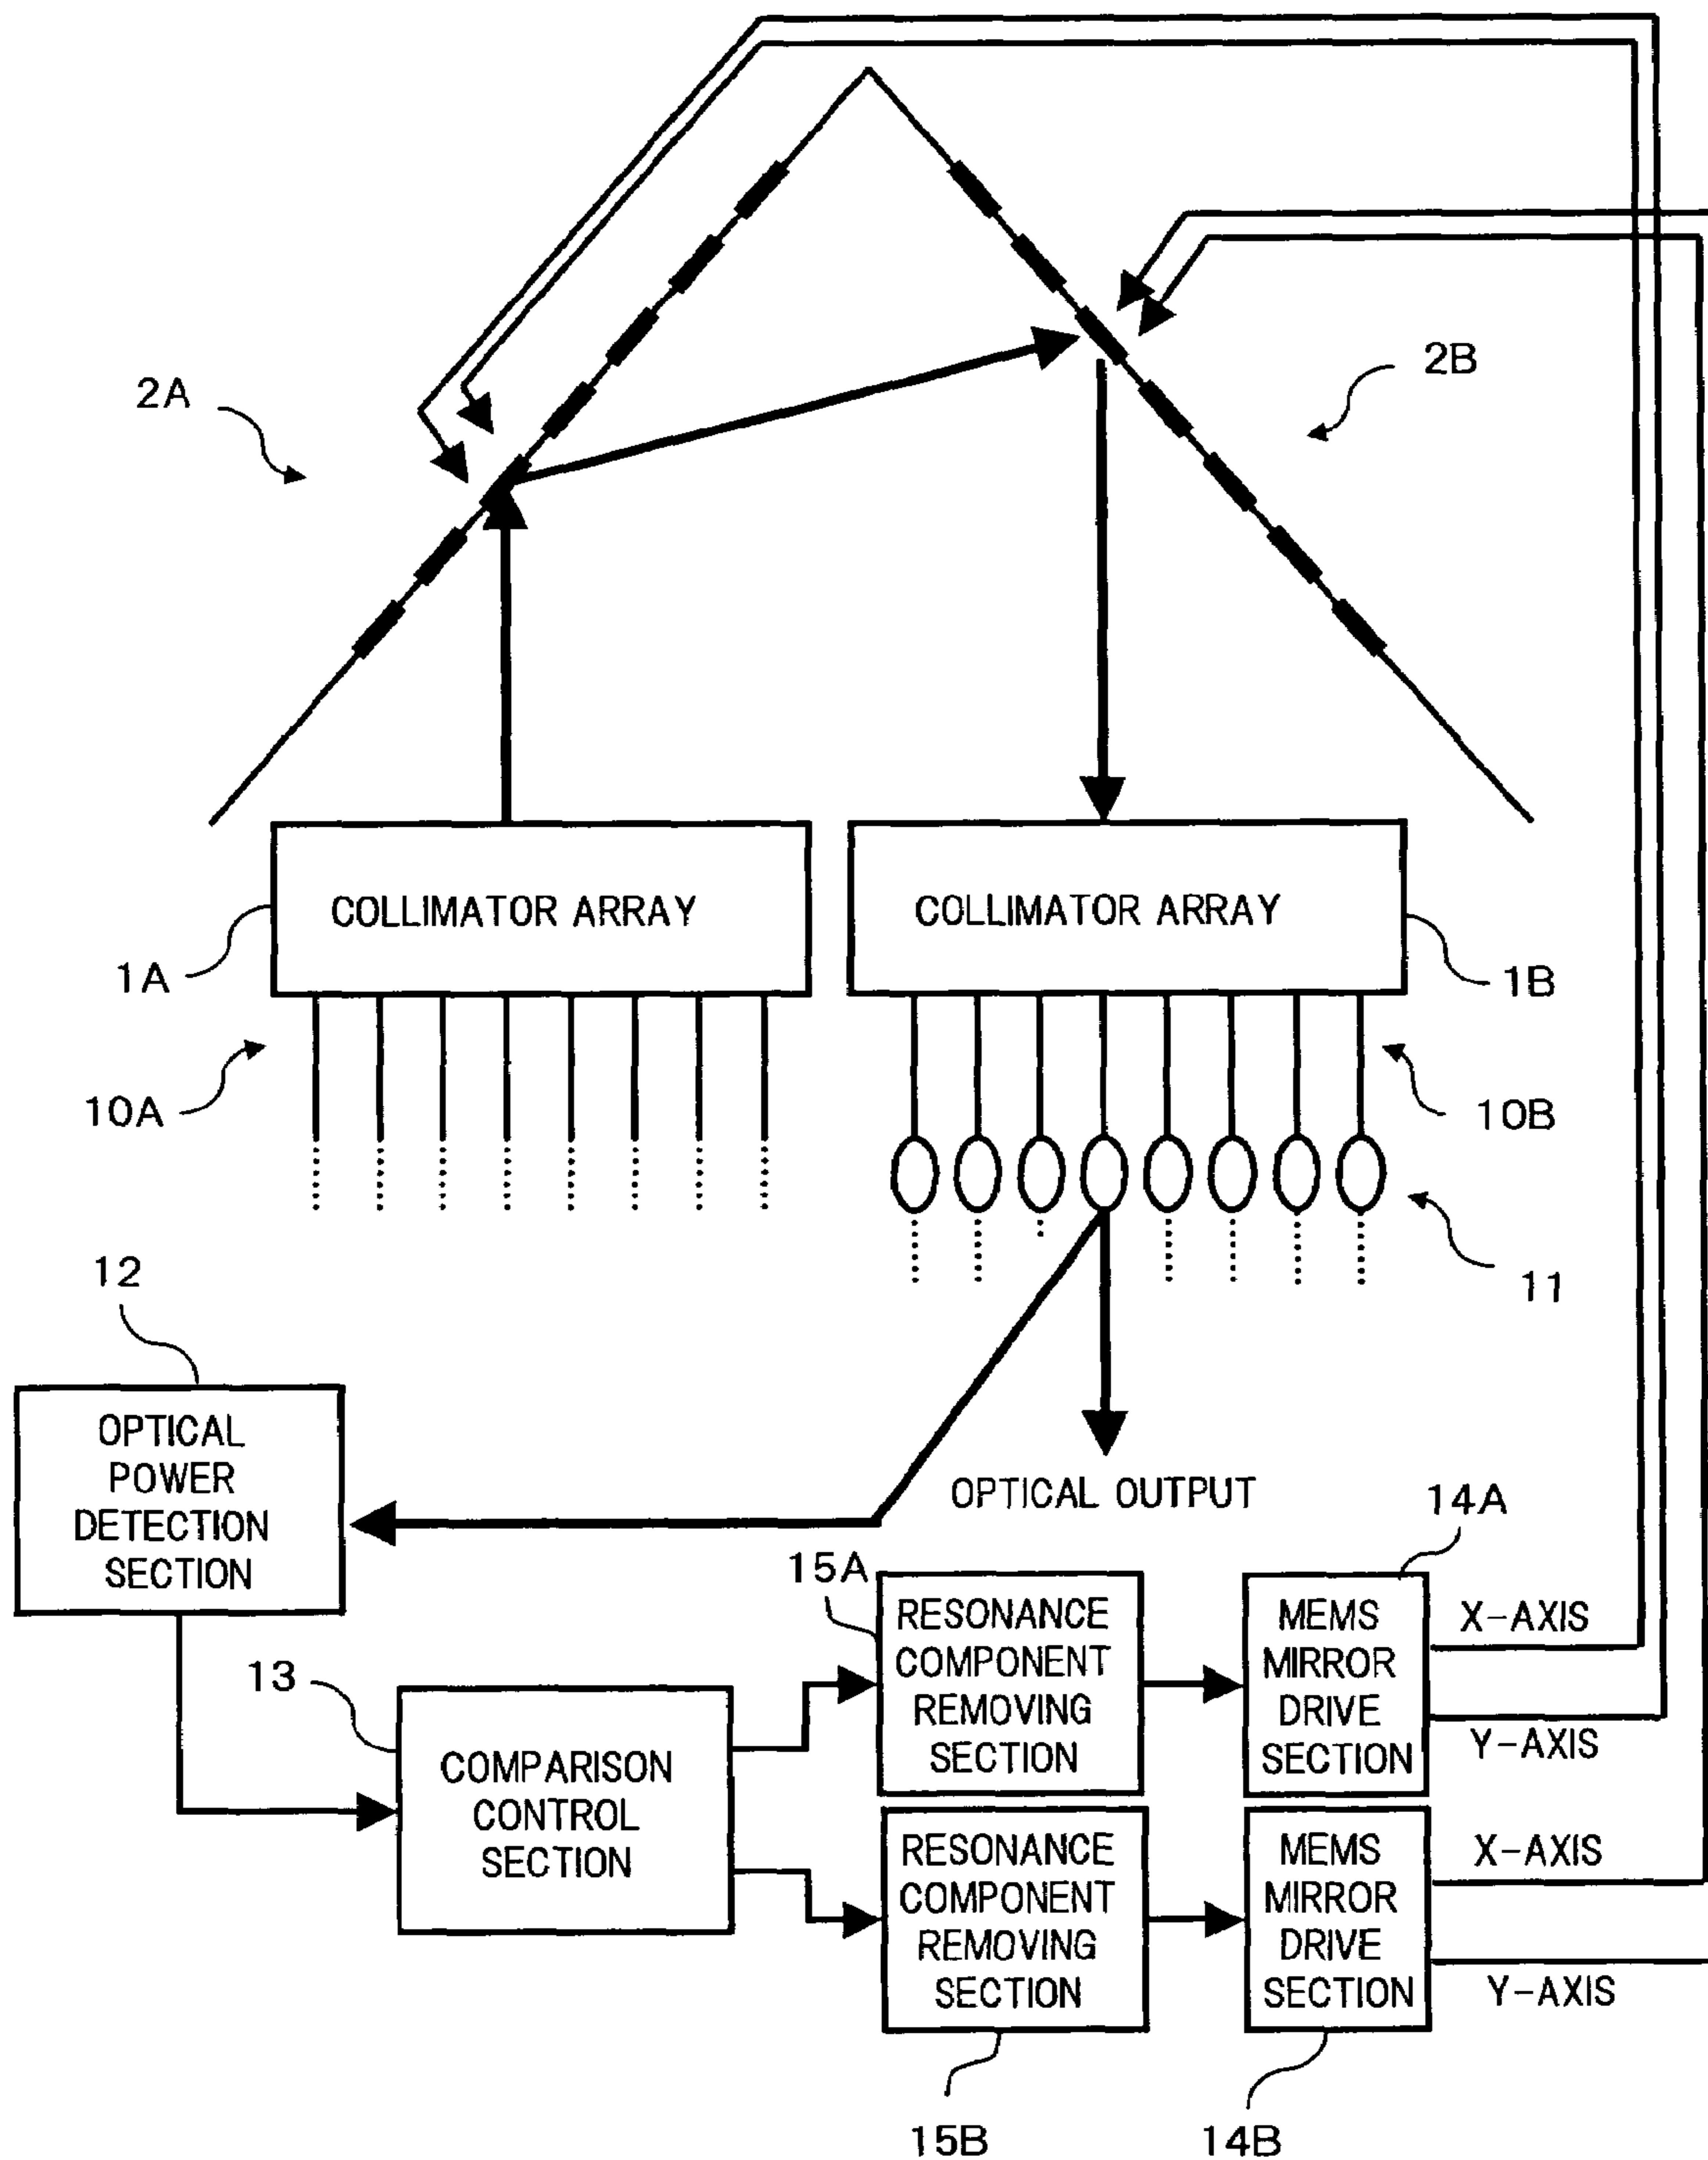 2A
2B
COLLIMATOR ARRAY
COLLIMATOR ARRAY
1A
1B
10A
10B
11
12
OPTICAL
POWER
DETECTION
SECTION
OPTICAL OUTPUT
14A
15A
RESONANCE
COMPONENT
REMOVING
SECTION
MEMS
MIRROR
DRIVE
SECTION
X-AXIS
Y-AXIS
13
COMPARISON
CONTROL
SECTION
RESONANCE
COMPONENT
REMOVING
SECTION
MEMS
MIRROR
DRIVE
SECTION
X-AXIS
Y-AXIS
15B
14B